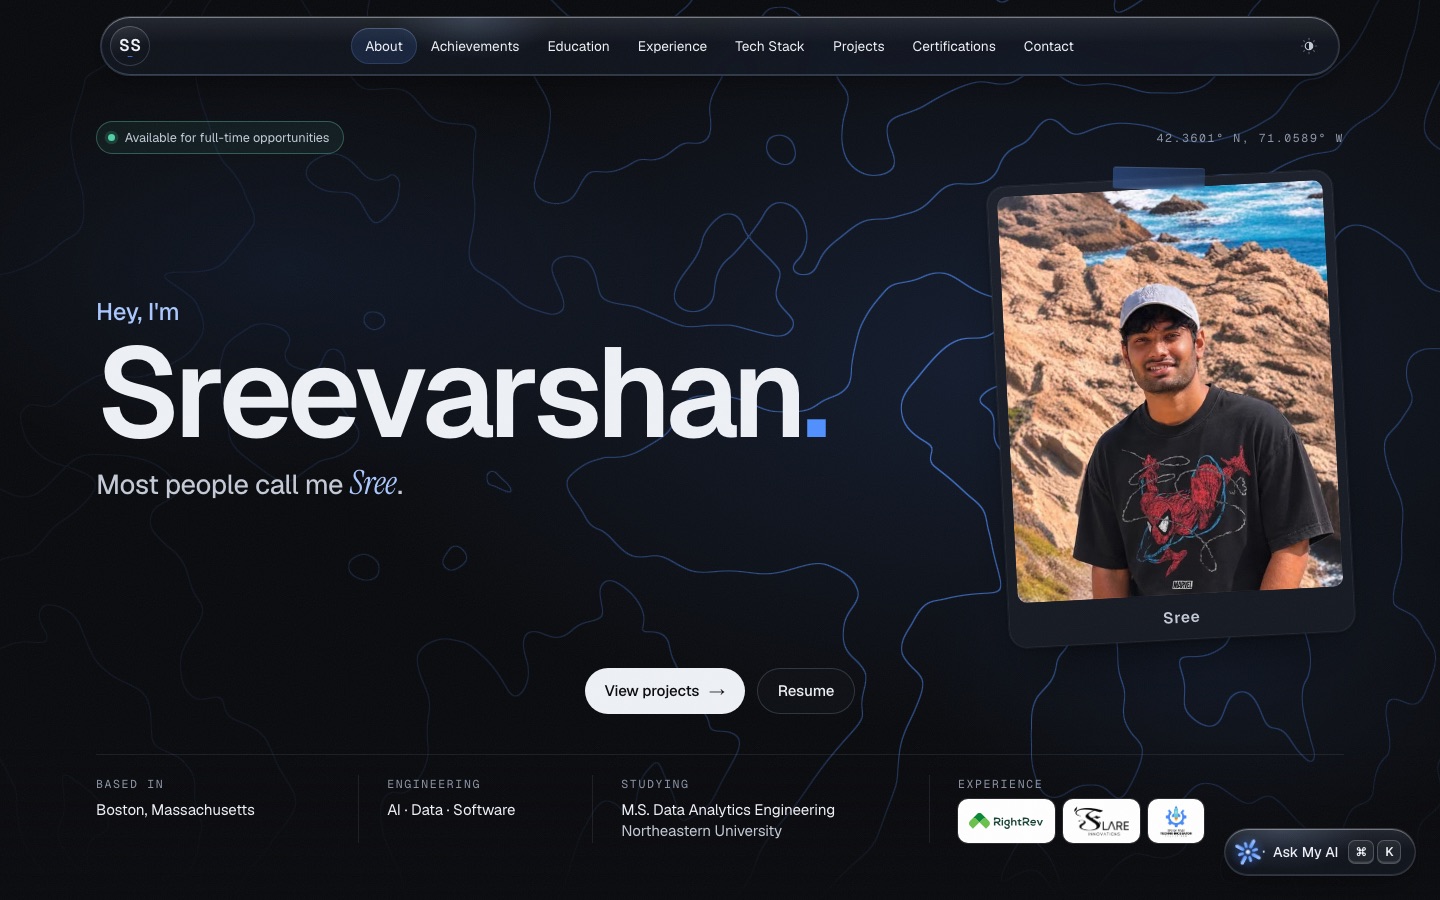 SS
About
Achievements
Education
Experience
Tech Stack
Projects
Certifications
Contact
Available for full-time opportunities
42.3601° N, 71.0589° W
Hey, I'm
Sreevarshan.
Most people call me Sree.
MARVEL
Sree
View projects →
Resume
BASED IN
Boston, Massachusetts
ENGINEERING
AI · Data · Software
STUDYING
M.S. Data Analytics Engineering
Northeastern University
EXPERIENCE
RightRev
SLARE
INNOVATIONS
Ask My AI ⌘ K